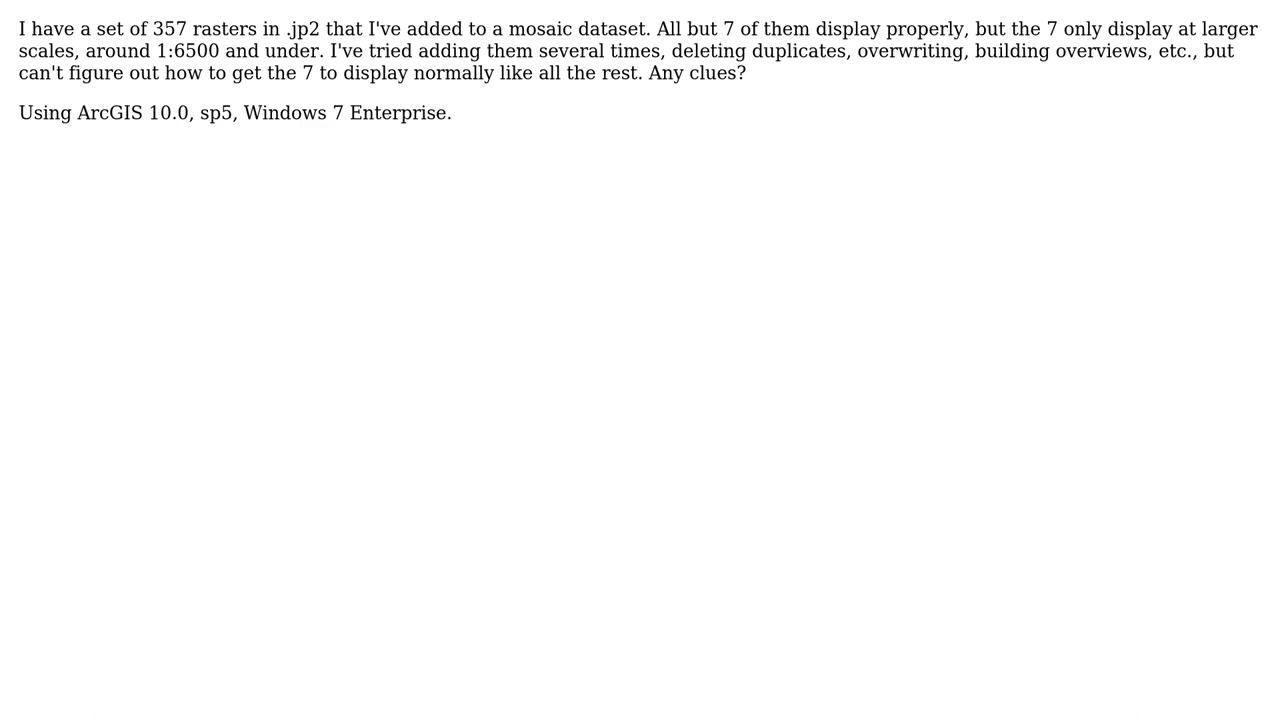 I have a set of 357 rasters in .jp2 that I've added to a mosaic dataset. All but 7 of them display properly, but the 7 only display at larger
scales, around 1:6500 and under. I've tried adding them several times, deleting duplicates, overwriting, building overviews, etc., but
can't figure out how to get the 7 to display normally like all the rest. Any clues?
Using ArcGIS 10.0, sp5, Windows 7 Enterprise.